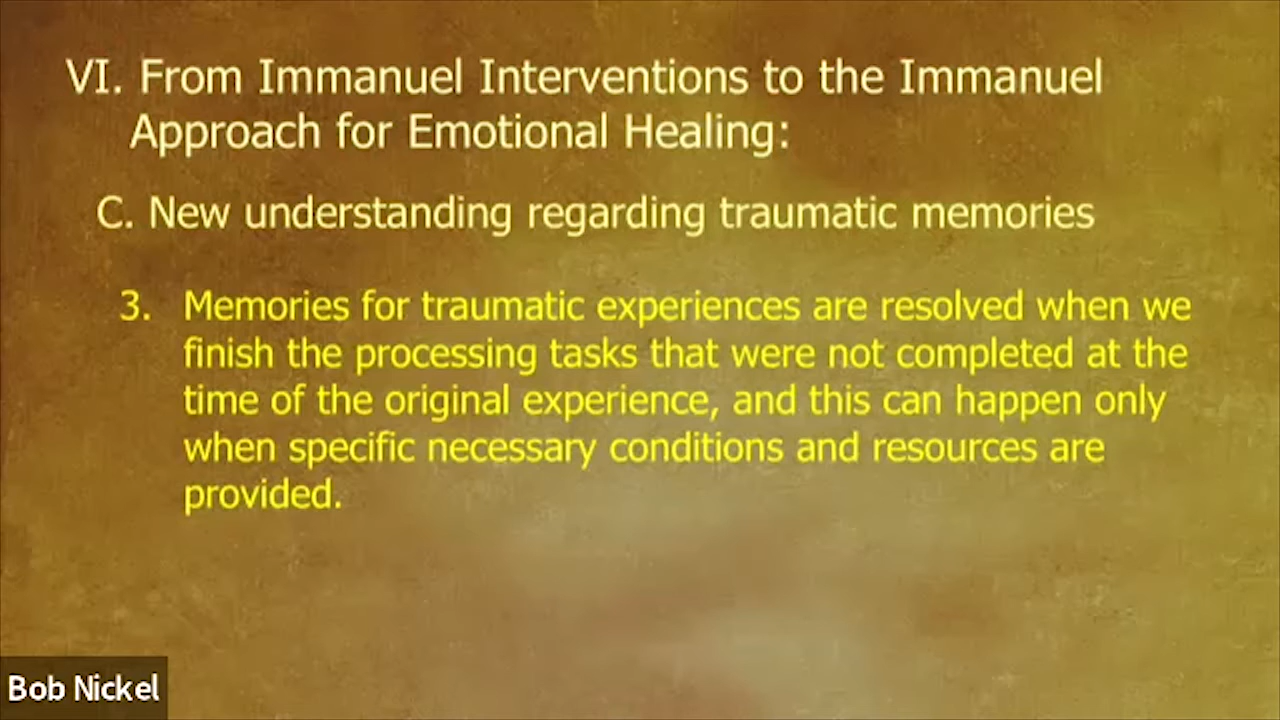 VI. From Immanuel Interventions to the Immanuel
Approach for Emotional Healing:
C. New understanding regarding traumatic memories
3. Memories for traumatic experiences are resolved when we
finish the processing tasks that were not completed at the
time of the original experience, and this can happen only
when specific necessary conditions and resources are
provided.
Bob Nickel